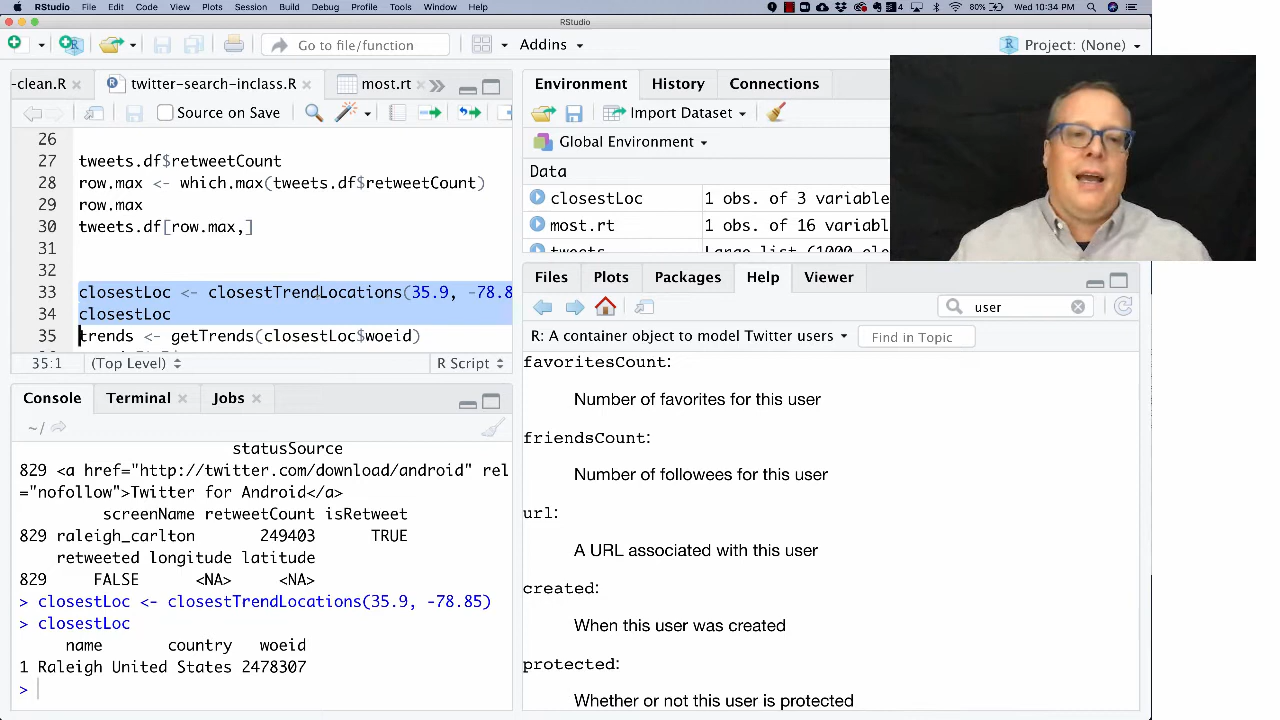 RStudio File Edit Code View Plots Session Build Debug Profile Tools Window Help 4 80% Wed 10:34 PM
RStudio
Go to file/function Addins Project: (None)
-clean.R twitter-search-inclass.R most.rt
Source on Save
26
27 tweets.df$retweetCount
28 row.max <- which.max(tweets.df$retweetCount)
29 row.max
30 tweets.df[row.max,]
31
32
33 closestLoc <- closestTrendLocations(35.9, -78.8
34 closestLoc
35 trends <- getTrends(closestLoc$woeid)
35:1 (Top Level) R Script
Console Terminal Jobs
~/
statusSource
829 <a href="http://twitter.com/download/android" rel
="nofollow">Twitter for Android</a>
screenName retweetCount isRetweet
829 raleigh_carlton 249403 TRUE
retweeted longitude latitude
829 FALSE <NA> <NA>
> closestLoc <- closestTrendLocations(35.9, -78.85)
> closestLoc
name country woeid
1 Raleigh United States 2478307
>
Environment History Connections
Import Dataset
Global Environment
Data
closestLoc 1 obs. of 3 variable
most.rt 1 obs. of 16 variab
tweets Large list (1000 ele
Files Plots Packages Help Viewer
user
R: A container object to model Twitter users Find in Topic
favoritesCount:
Number of favorites for this user
friendsCount:
Number of followees for this user
url:
A URL associated with this user
created:
When this user was created
protected:
Whether or not this user is protected